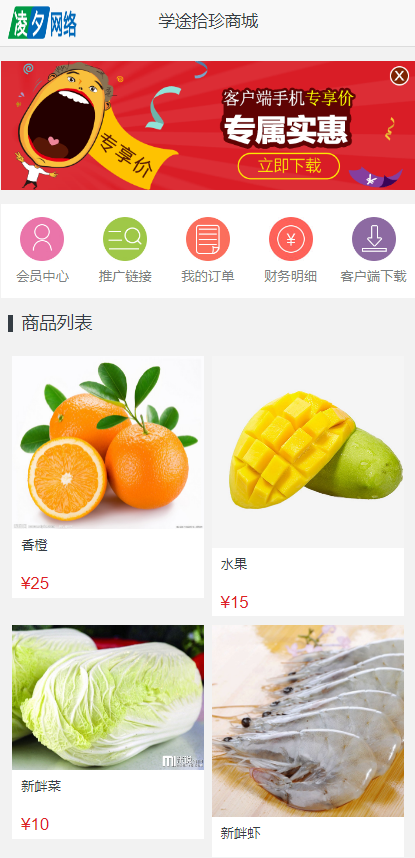 凌夕网络
学途拾珍商城
客户端手机专享价
专属实惠
立即下载
专享价
会员中心
推广链接
我的订单
财务明细
客户端下载
商品列表
香橙
¥25
水果
¥15
新鲜菜
¥10
新鲜虾